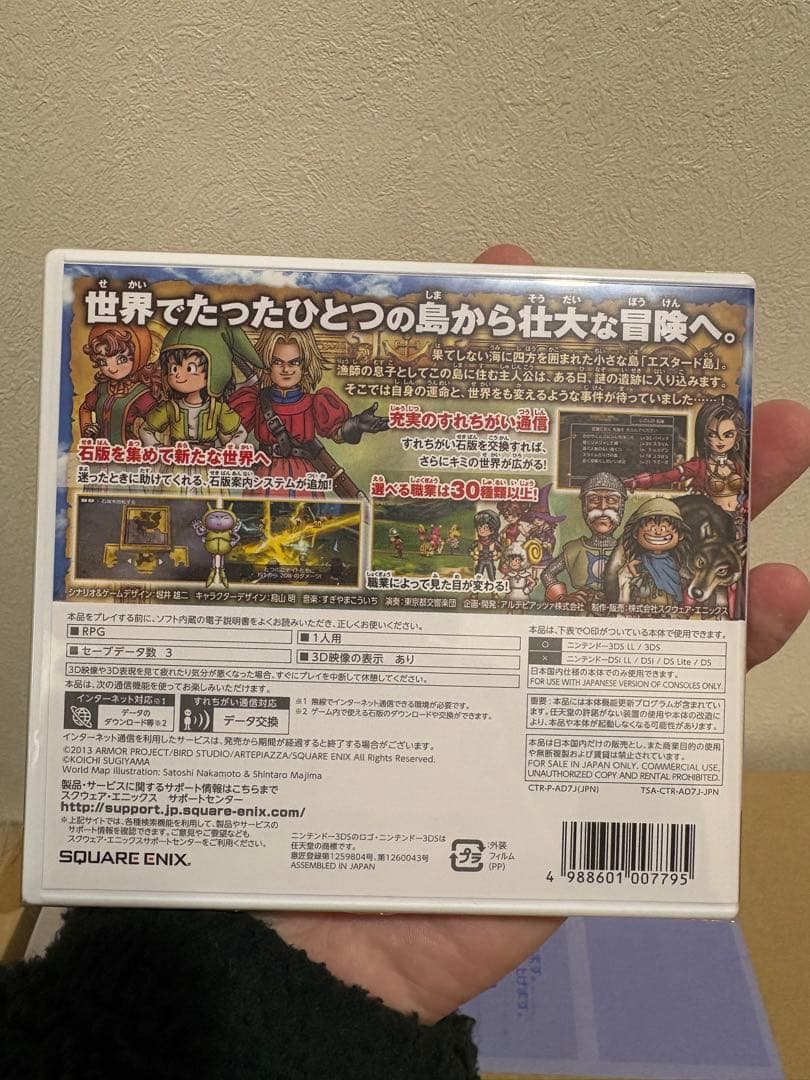 世界でたったひとつの島から壮大な冒険へ。
果てしない海に四方を囲まれた小さな島「エスタード島」。
漁師の息子としてこの島に住む主人公は、ある日、謎の遺跡に入り込みます。
そこでは自身の運命と、世界をも変えるような事件が待っていました……!
充実のすれちがい通信
すれちがい石版を交換すれば、
さらにキミの世界が広がる!
石版を集めて新たな世界へ
迷ったときに助けてくれる、石版案内システムが追加!
選べる職業は30種類以上!
職業によって見た目が変わる!
シナリオ&ゲームデザイン:堀井 雄二 キャラクターデザイン:鳥山 明 音楽:すぎやまこういち 演奏:東京都交響楽団 企画・開発:アルテピアッツァ株式会社 制作・販売:株式会社スクウェア・エニックス
本品をプレイする前に、ソフト内蔵の電子説明書をよくお読みいただき、正しくお使いください。
■RPG
■1人用
■セーブデータ数 3
■3D映像の表示 あり
3D映像や3D表現を見て疲れたり気分が悪くなった場合、すぐにプレイを中断して休憩してください。
本品は、次の通信機能を使ってお楽しみいただけます。
インターネット対応※1
データの
ダウンロード等※2
すれちがい通信対応
データ交換
※1 無線でインターネット通信できる環境が必要です。
※2 ゲーム内で使える石版のダウンロードや交換ができます。
インターネット通信を利用したサービスは、発売から期間が経過すると終了する場合がございます。
©2013 ARMOR PROJECT/BIRD STUDIO/ARTEPIAZZA/SQUARE ENIX All Rights Reserved.
©KOICHI SUGIYAMA
World Map Illustration: Satoshi Nakamoto & Shintaro Majima
製品・サービスに関するサポート情報はこちらまで
スクウェア・エニックス サポートセンター
http://support.jp.square-enix.com/
※上記サイトでは、各種検索機能を利用して、製品やサービスの
サポート情報を確認できます。ご意見やご要望なども
スクウェア・エニックスサポートセンターをご利用ください。
SQUARE ENIX.
ニンテンドー3DSのロゴ・ニンテンドー3DSは
任天堂の商標です。
意匠登録第1259804号、第1260043号
ASSEMBLED IN JAPAN
プラ
:外装
フィルム
(PP)
本品は、下表で○印がついている本体で使用できます。
○ ニンテンドー3DS LL / 3DS
× ニンテンドーDSi LL / DSi / DS Lite / DS
日本国内仕様の本体でのみ使用できます。
FOR USE WITH JAPANESE VERSION OF CONSOLES ONLY.
重要:本品には本体機能更新プログラムが含まれていま
す。任天堂の許諾がない装置の使用や本体の改造によ
り、本品や本体が起動しなくなる可能性があります。
本品は日本国内だけの販売とし、また商業目的の使用
や無断複製および賃貸は禁止されています。
FOR SALE IN JAPAN ONLY. COMMERCIAL USE,
UNAUTHORIZED COPY AND RENTAL PROHIBITED.
CTR-P-AD7J(JPN)
TSA-CTR-AD7J-JPN
4 988601 007795